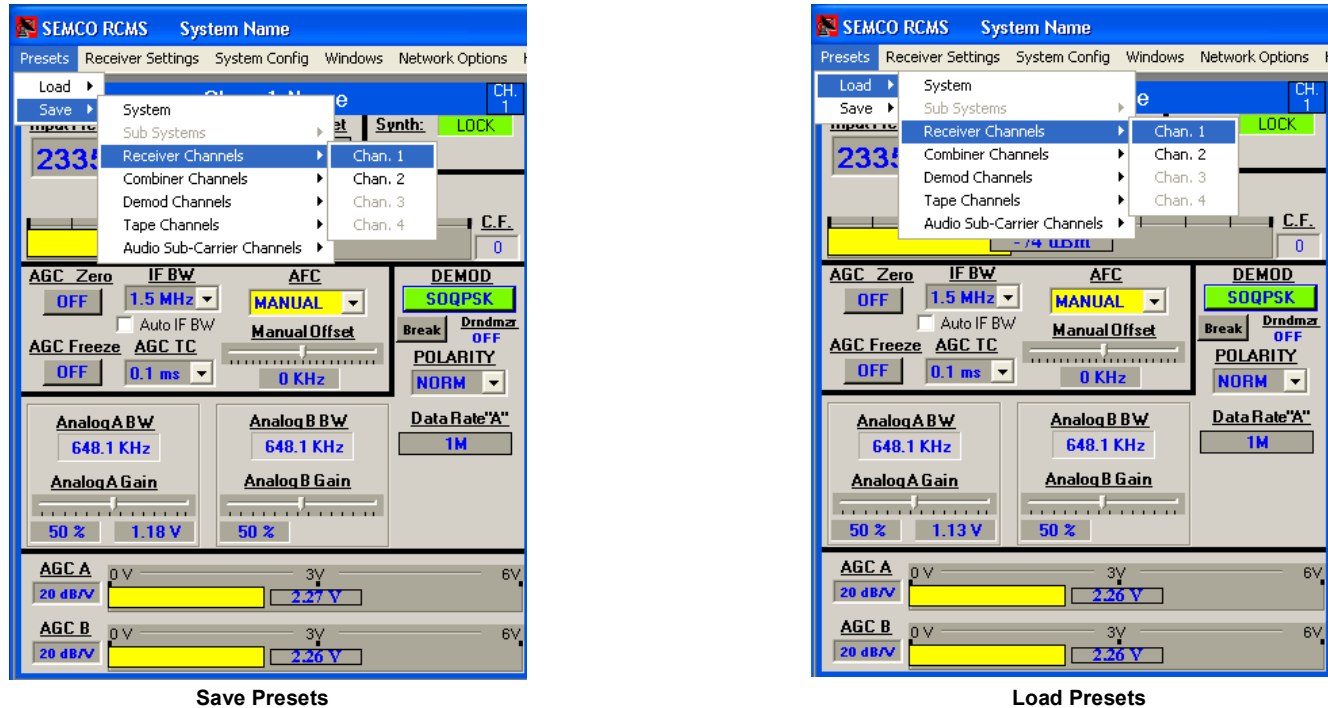 SEMCO RCMS System Name
Presets Receiver Settings System Config Windows Network Options
Load
Save
CH.
1
System
Sub Systems
Receiver Channels
Combiner Channels
Demod Channels
Tape Channels
Audio Sub-Carrier Channels
Chan. 1
Chan. 2
Chan. 3
Chan. 4
Synth: LOCK
2335
C.F.
0
AGC Zero IF BW AFC DEMOD
OFF 1.5 MHz MANUAL SOQPSK
Auto IF BW Manual Offset Break Drndmzr
OFF
AGC Freeze AGC TC POLARITY
OFF 0.1 ms 0 KHz NORM
Analog A BW Analog B BW Data Rate"A"
648.1 KHz 648.1 KHz 1M
Analog A Gain Analog B Gain
50 % 1.18 V 50 %
AGC A 0 V 3V 6V
20 dB/V 2.27 V
AGC B 0 V 3V 6V
20 dB/V 2.26 V
Save Presets
SEMCO RCMS System Name
Presets Receiver Settings System Config Windows Network Options
Load
Save
CH.
1
System
Sub Systems
Receiver Channels
Combiner Channels
Demod Channels
Tape Channels
Audio Sub-Carrier Channels
Chan. 1
Chan. 2
Chan. 3
Chan. 4
LOCK
2335
C.F.
-74 dBm 0
AGC Zero IF BW AFC DEMOD
OFF 1.5 MHz MANUAL SOQPSK
Auto IF BW Manual Offset Break Drndmzr
OFF
AGC Freeze AGC TC POLARITY
OFF 0.1 ms 0 KHz NORM
Analog A BW Analog B BW Data Rate"A"
648.1 KHz 648.1 KHz 1M
Analog A Gain Analog B Gain
50 % 1.13 V 50 %
AGC A 0 V 3V 6V
20 dB/V 2.26 V
AGC B 0 V 3V 6V
20 dB/V 2.26 V
Load Presets